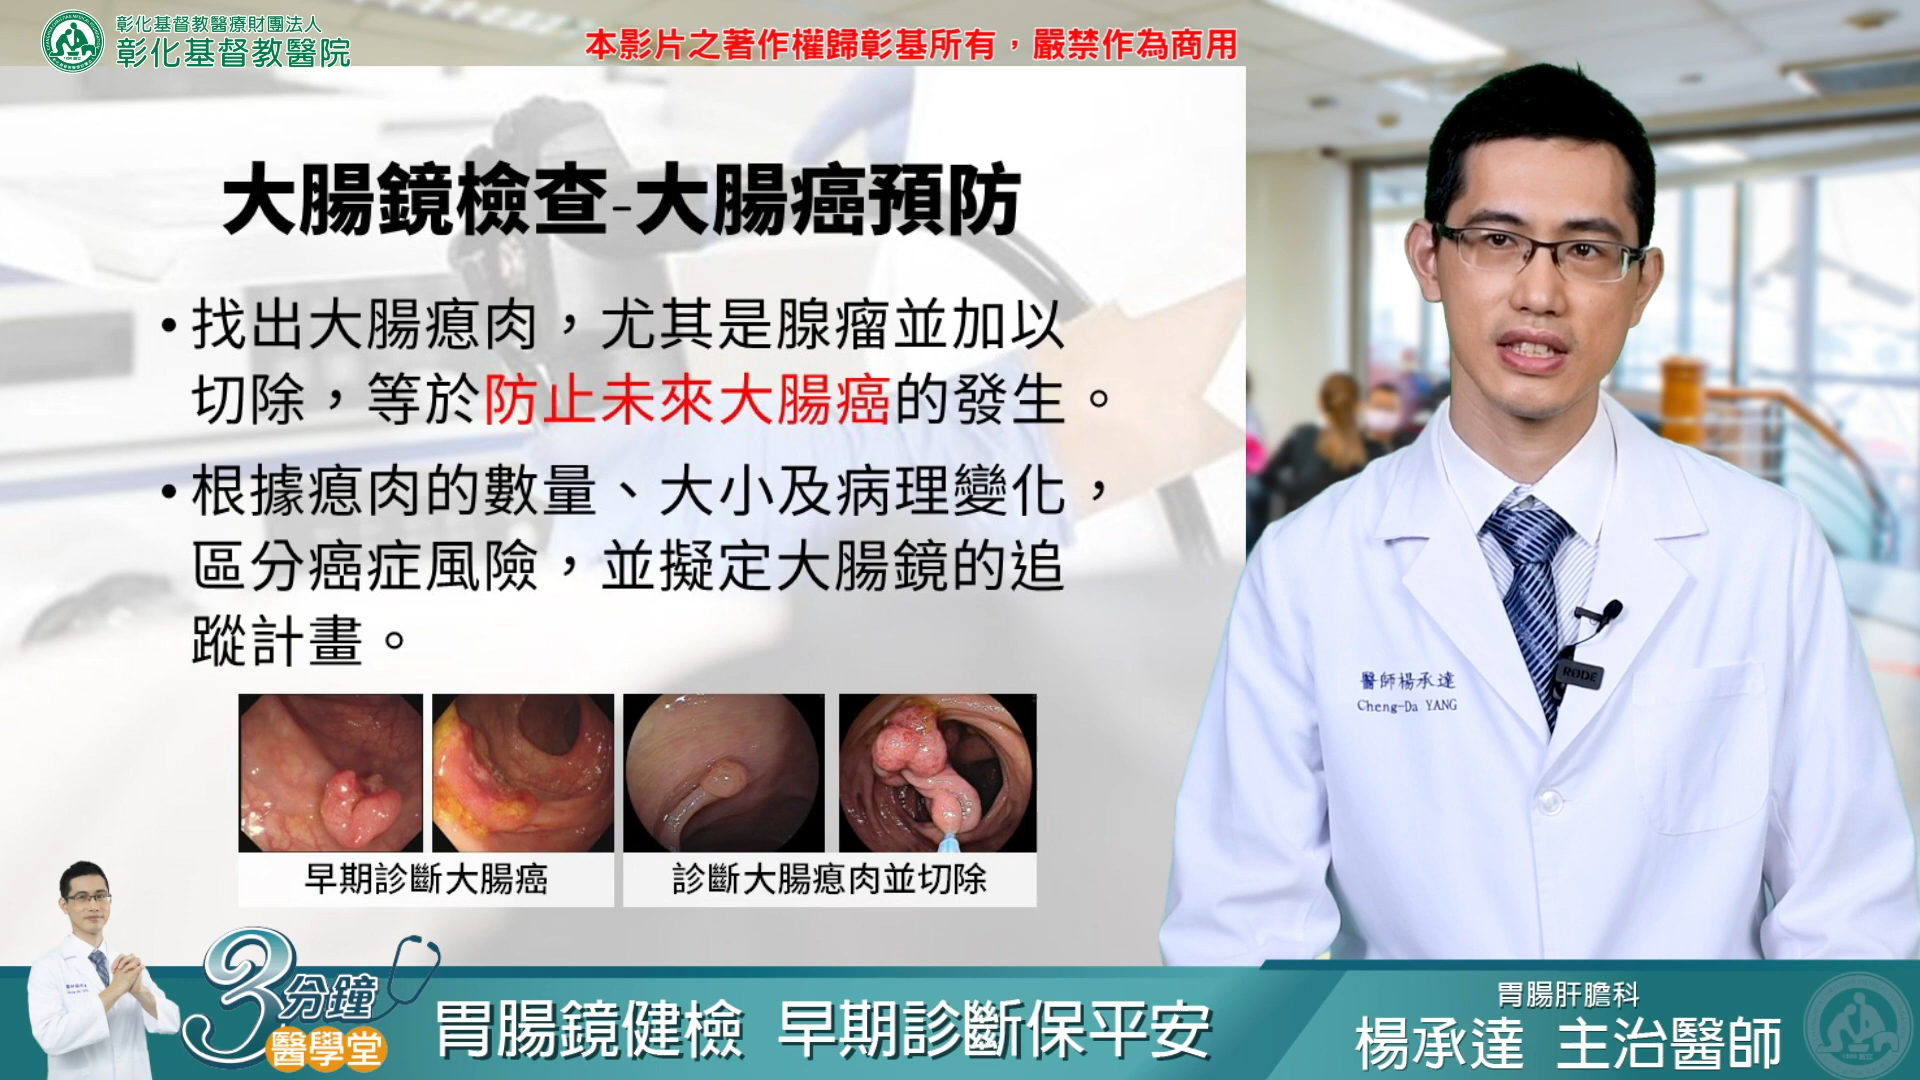 彰化基督教醫療財團法人
彰化基督教醫院
本影片之著作權歸彰基所有，嚴禁作為商用
大腸鏡檢查-大腸癌預防
•找出大腸瘜肉，尤其是腺瘤並加以
切除，等於防止未來大腸癌的發生。
•根據瘜肉的數量、大小及病理變化，
區分癌症風險，並擬定大腸鏡的追
蹤計畫。
早期診斷大腸癌
診斷大腸瘜肉並切除
醫師楊承達
Cheng-Da YANG
RØDE
3分鐘
醫學堂
胃腸鏡健檢 早期診斷保平安
胃腸肝膽科
楊承達 主治醫師